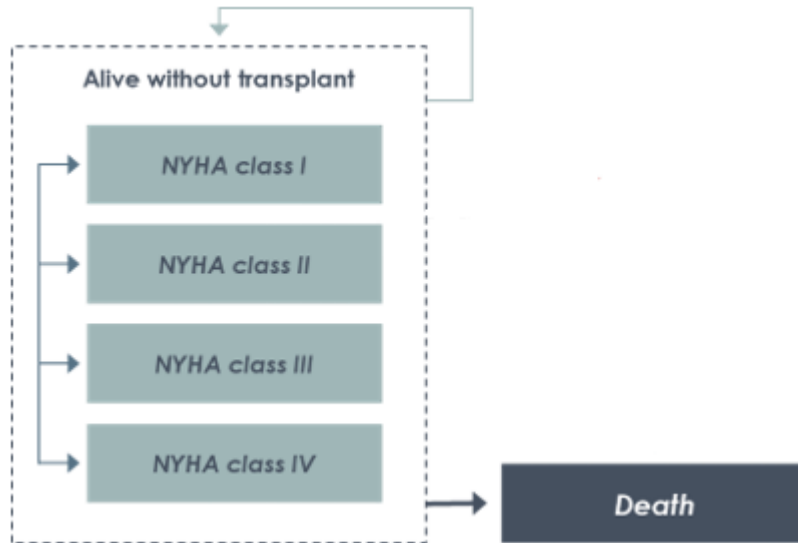 Alive without transplant
NYHA class I
NYHA class II
NYHA class III
NYHA class IV
Death